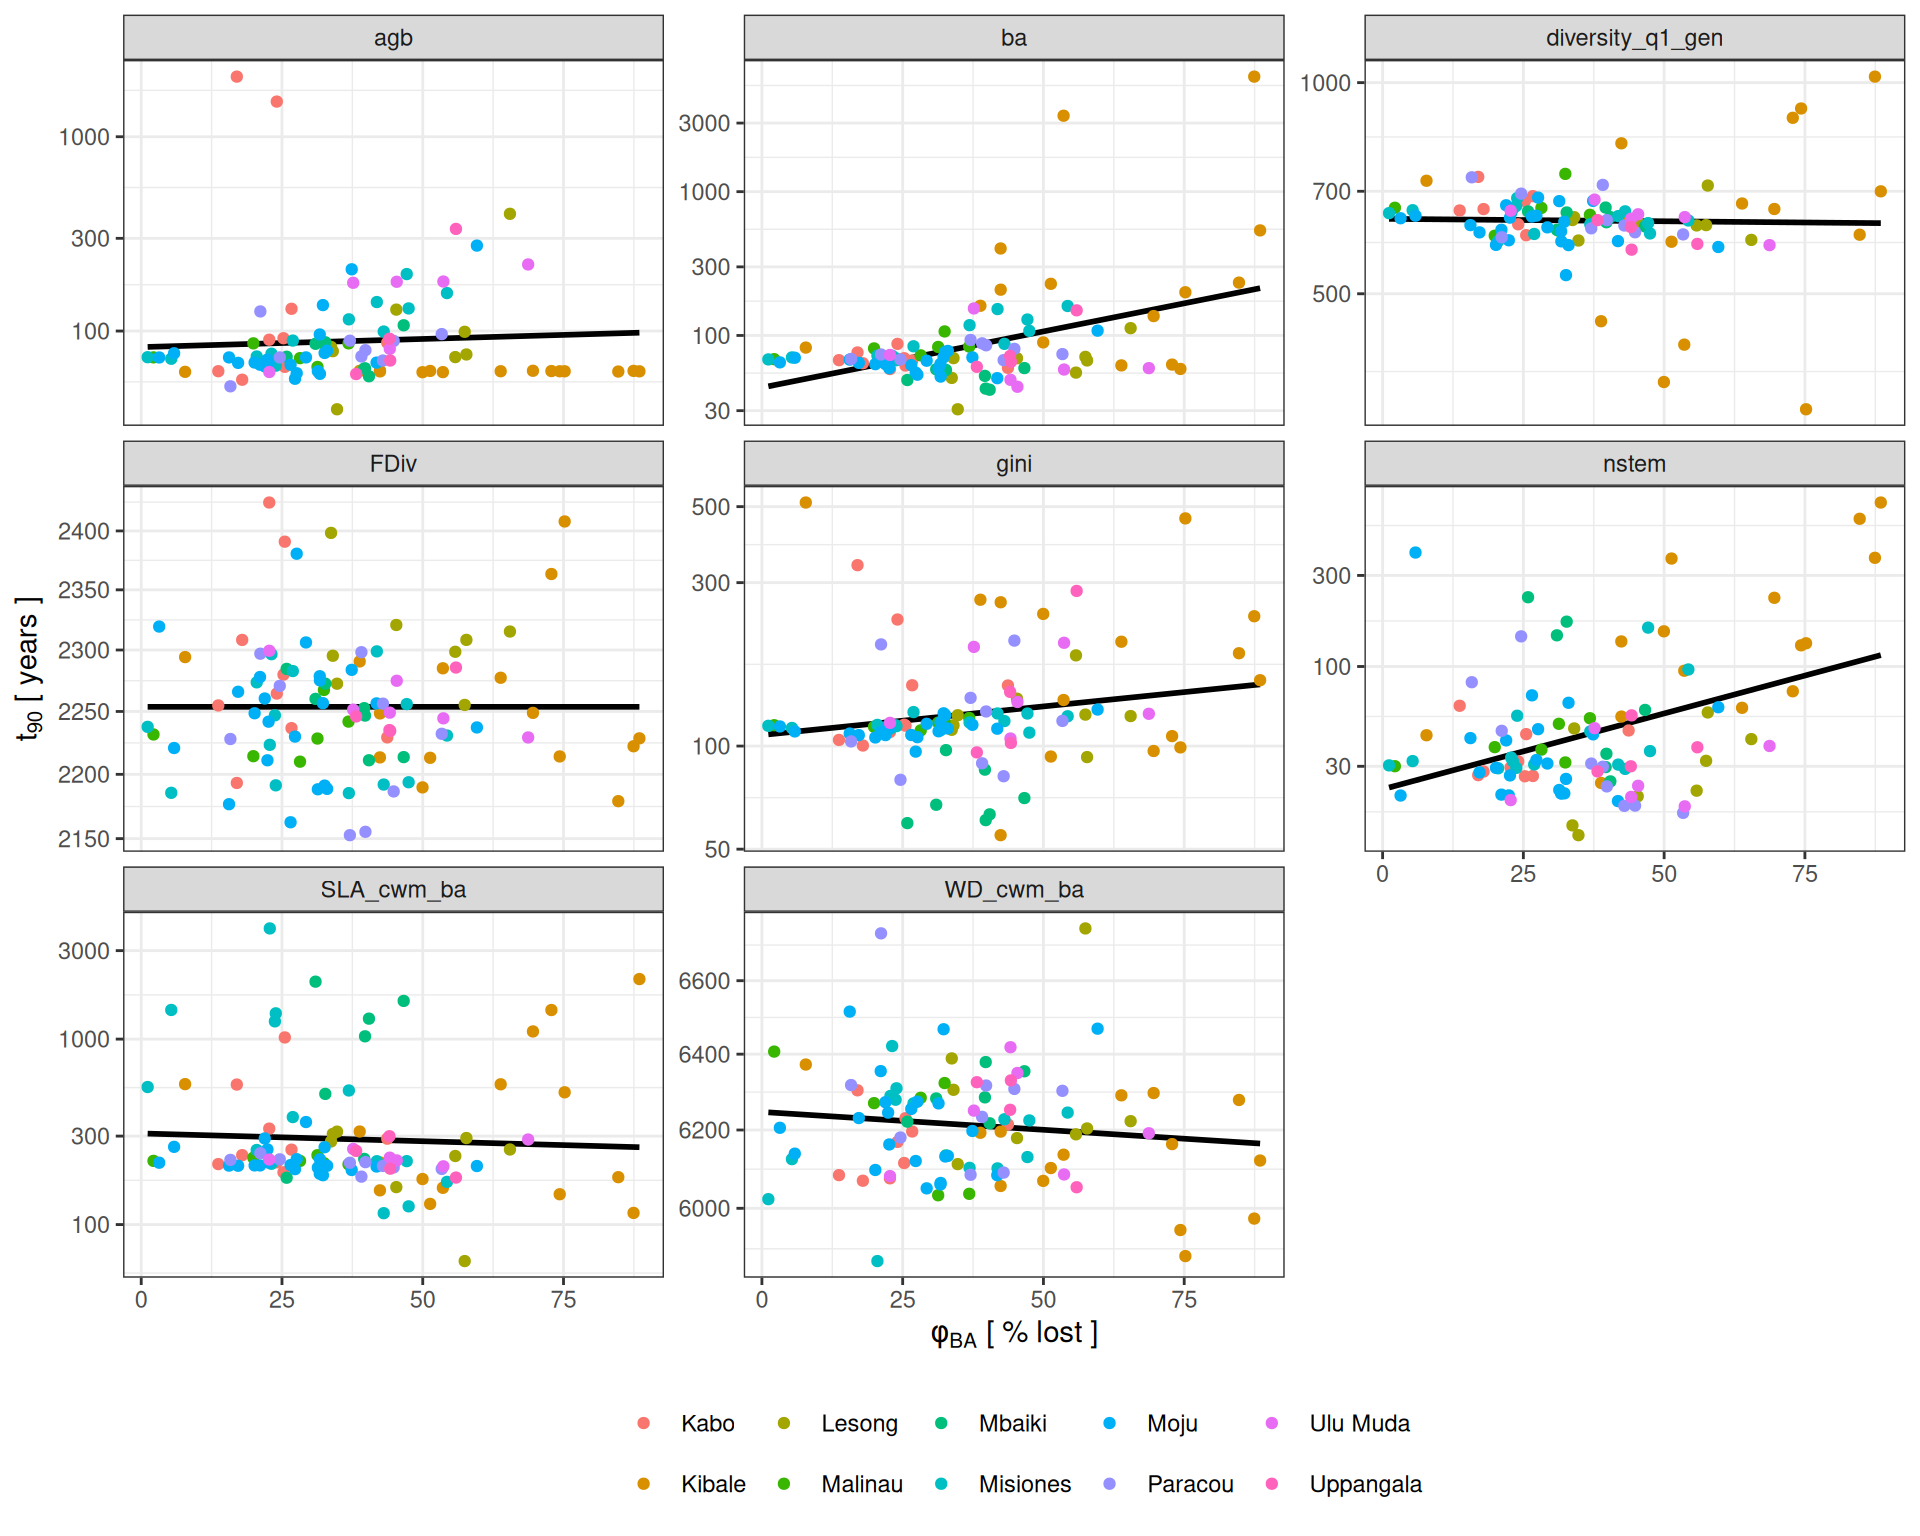 agb
ba
diversity_q1_gen
1000
300
100
3000
1000
300
100
30
1000
700
500
FDiv
gini
nstem
2400
2350
2300
2250
2200
2150
500
300
100
50
300
100
30
0 25 50 75
SLA_cwm_ba
WD_cwm_ba
3000
1000
300
100
6600
6400
6200
6000
0 25 50 75
0 25 50 75
t90 [ years ]
φBA [ % lost ]
Kabo Lesong Mbaiki Moju Ulu Muda
Kibale Malinau Misiones Paracou Uppangala